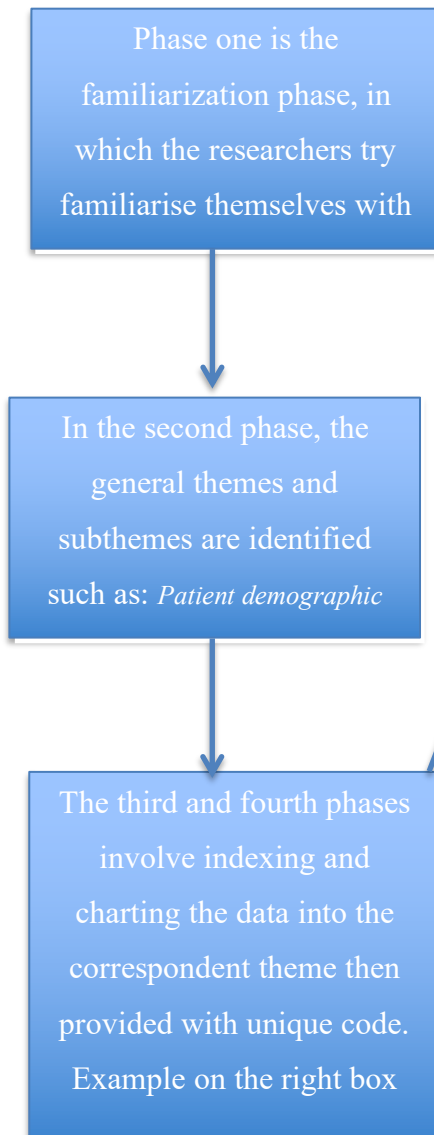 Phase one is the
familiarization phase, in
which the researchers try
familiarise themselves with
In the second phase, the
general themes and
subthemes are identified
such as: Patient demographic
The third and fourth phases
involve indexing and
charting the data into the
correspondent theme then
provided with unique code.
Example on the right box